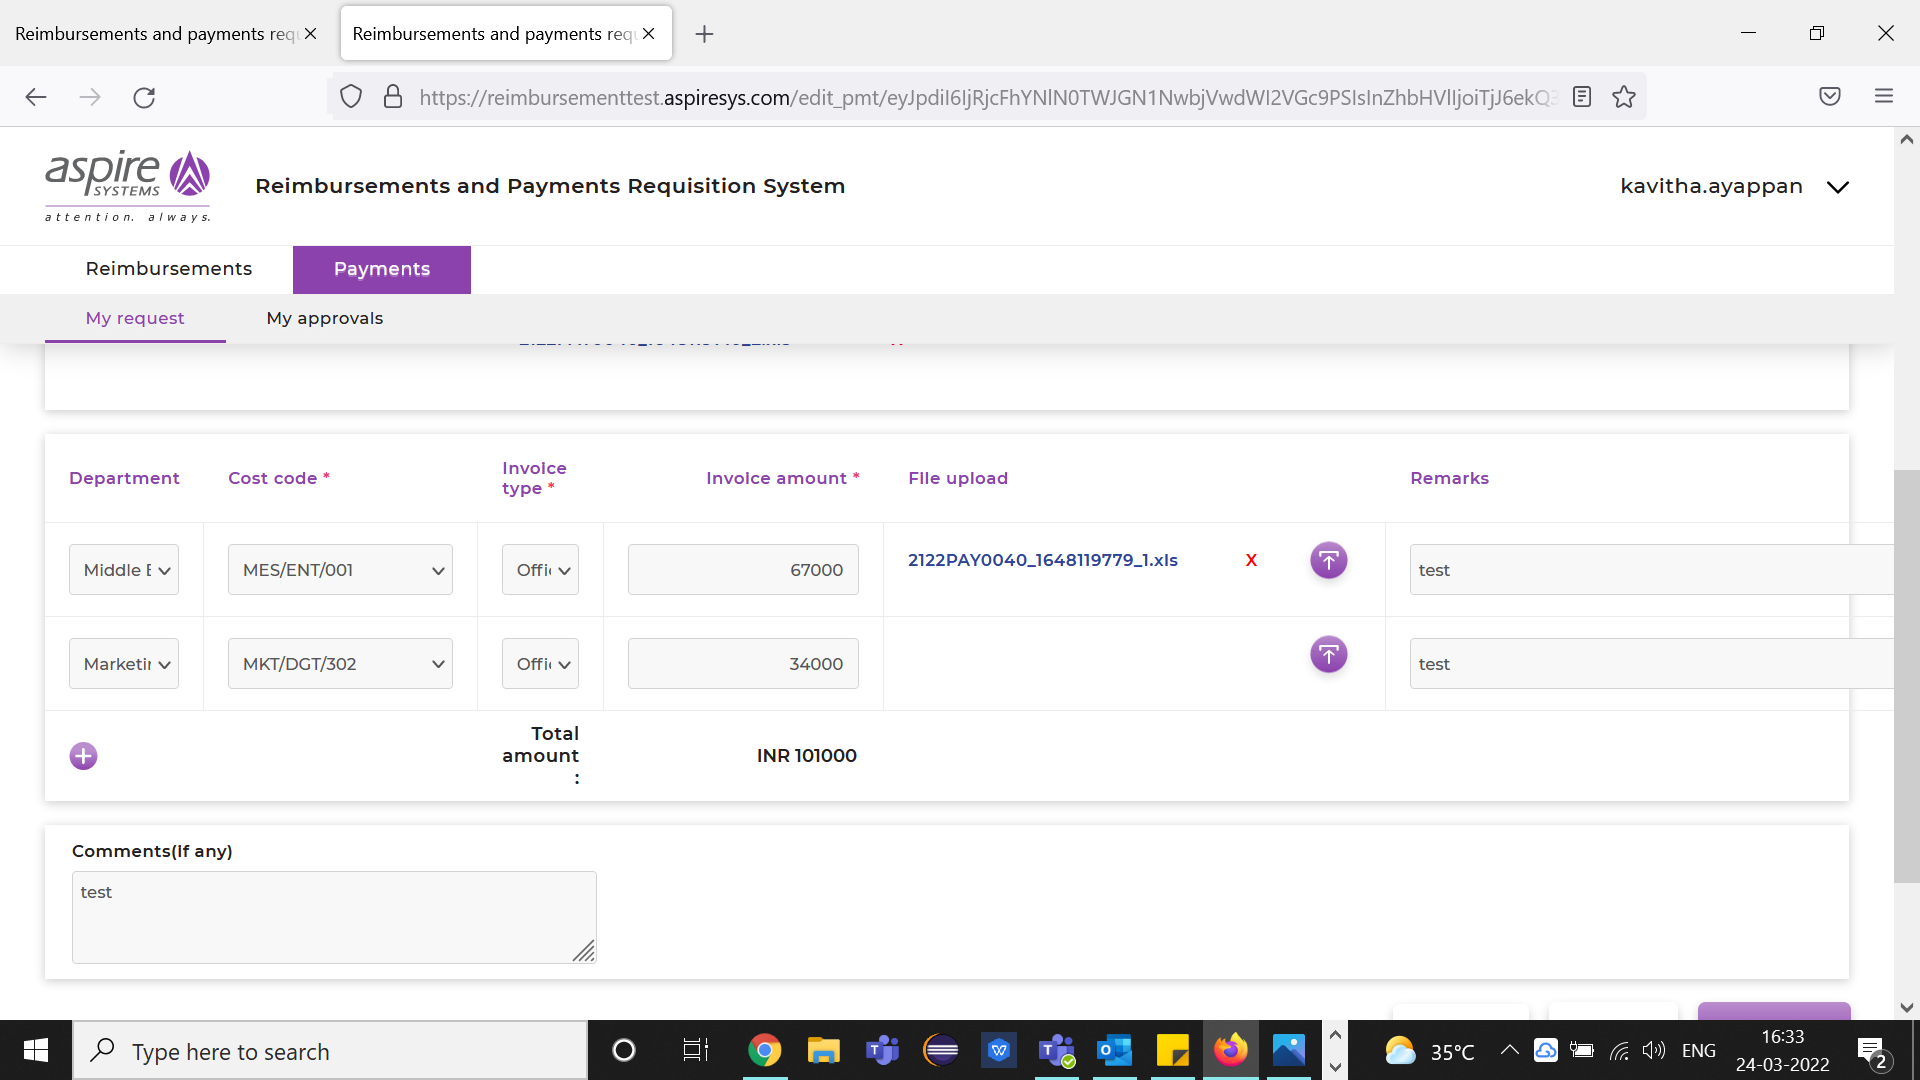 Reimbursements and payments req
Reimbursements and payments req
https://reimbursementtest.aspiresys.com/edit_pmt/
aspire
SYSTEMS
attention. always.
Reimbursements and Payments Requisition System
kavitha.ayappan
Reimbursements
Payments
My request
My approvals
Department
Cost code *
Invoice type *
Invoice amount *
File upload
Remarks
Middle E
MES/ENT/001
Offi
67000
2122PAY0040_1648119779_1.xls
X
test
Marketin
MKT/DGT/302
Offi
34000
test
Total
amount
:
INR 101000
Comments(if any)
test
Type here to search
35°C
ENG
16:33
24-03-2022
2